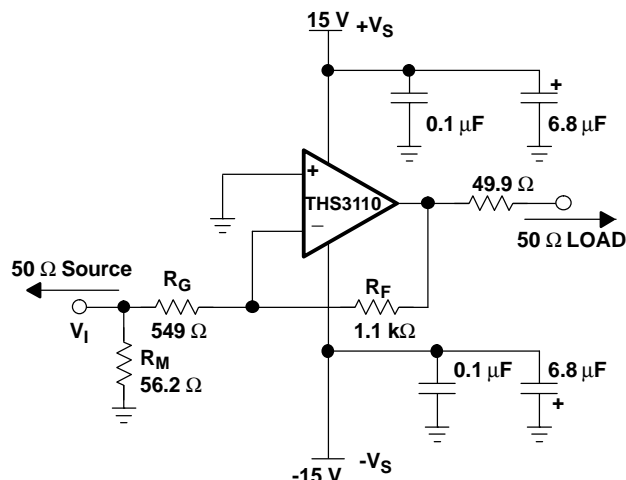 15 V +VS
+
0.1 μF
6.8 μF
+
THS3110
−
49.9 Ω
50 Ω LOAD
50 Ω Source
RG
RF
VI
549 Ω
1.1 kΩ
RM
56.2 Ω
0.1 μF
6.8 μF
+
-15 V
-VS